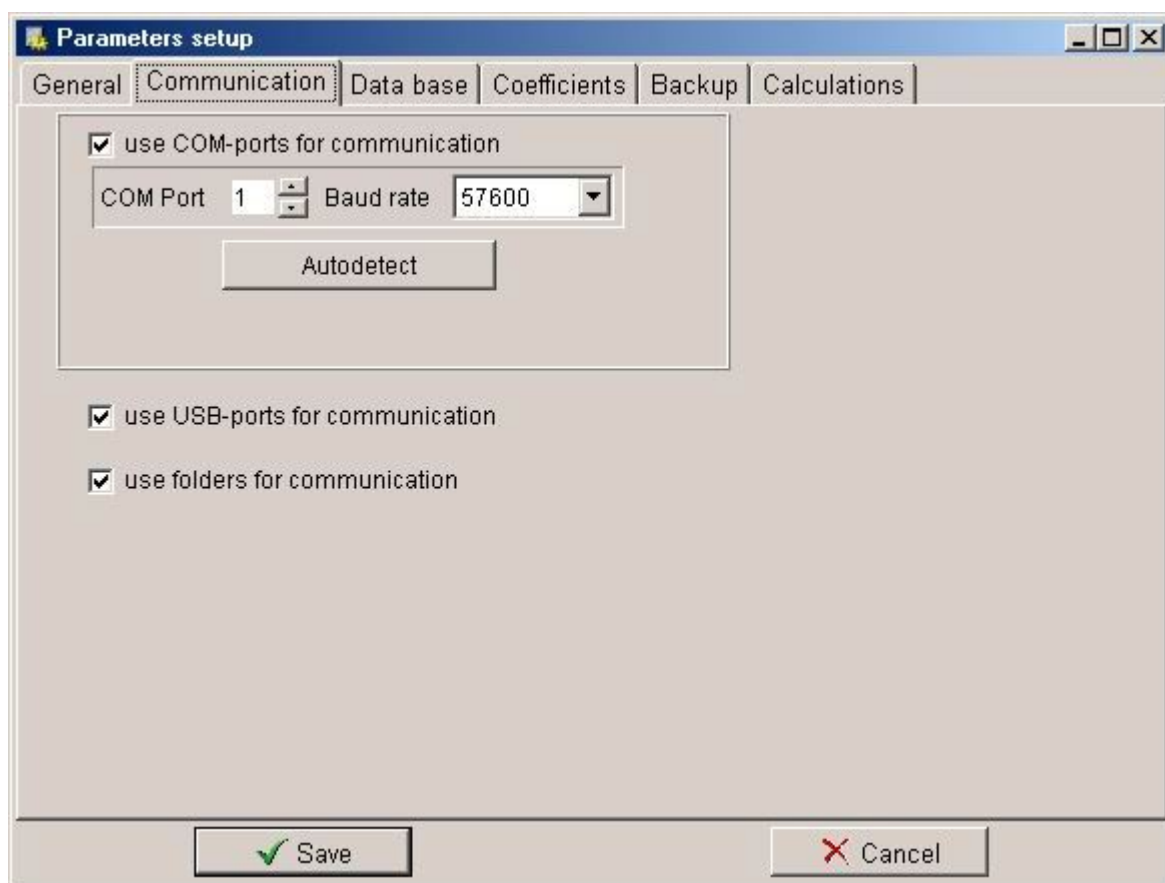 Parameters setup
General Communication Data base Coefficients Backup Calculations
use COM-ports for communication
COM Port 1 Baud rate 57600
Autodetect
use USB-ports for communication
use folders for communication
Save Cancel